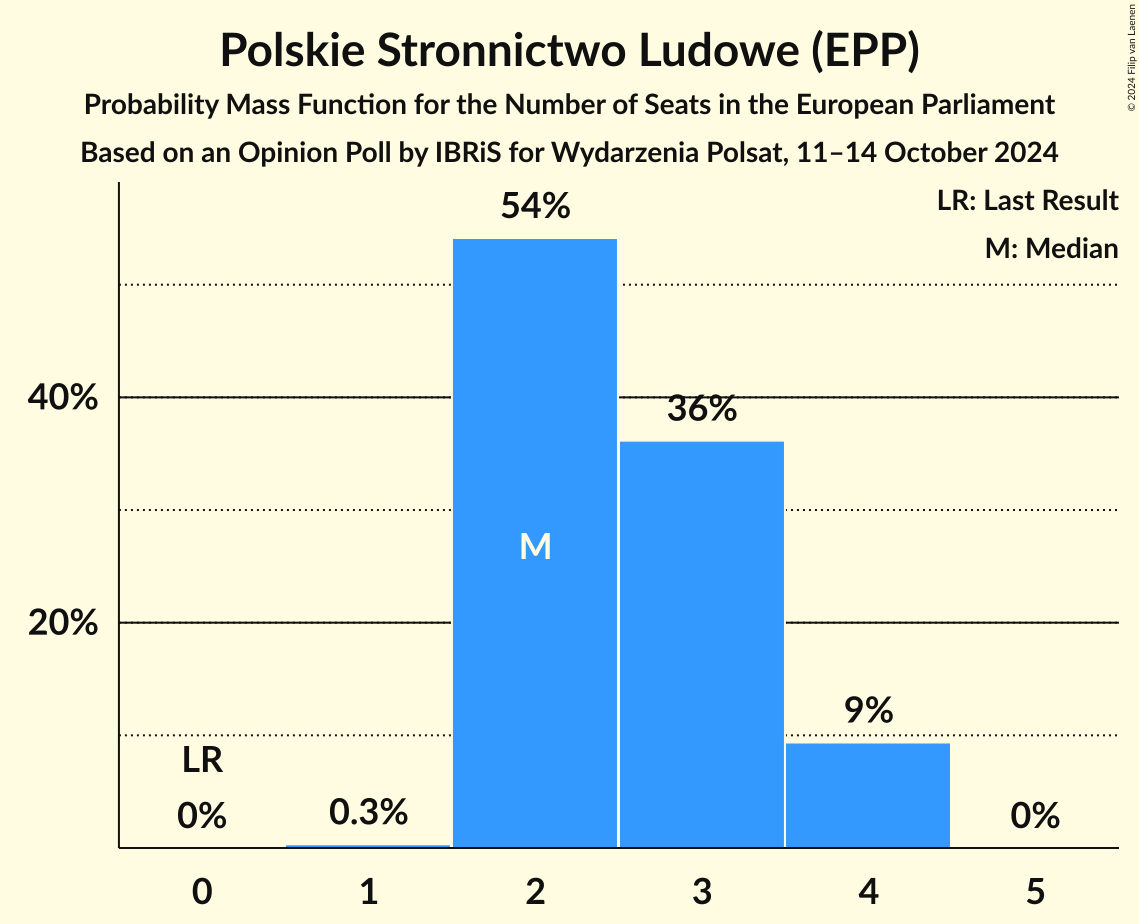 Polskie Stronnictwo Ludowe (EPP)
Probability Mass Function for the Number of Seats in the European Parliament
Based on an Opinion Poll by IBRiS for Wydarzenia Polsat, 11–14 October 2024
© 2024 Filip van Laenen
LR: Last Result
M: Median
54%
40%
36%
M
20%
9%
LR
0%
0.3%
0%
0 1 2 3 4 5